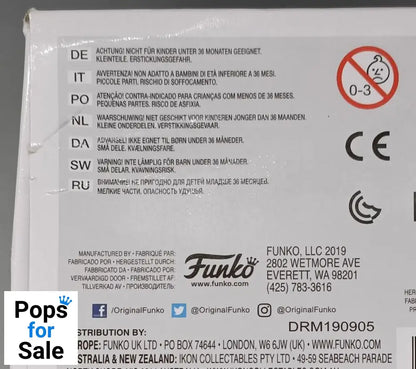 DE ACHTUNG! NICHT FÜR KINDER UNTER 36 MONATEN GEEIGNET.
KLEINTEILE. ERSTICKUNGSGEFAHR.
IT AVVERTENZA! NON ADATTO A BAMBINI DI ETÀ INFERIORE A 36 MESI.
PICCOLE PARTI. RISCHIO DI SOFFOCAMENTO.
PO ATENÇÃO! CONTRA-INDICADO PARA CRIANÇAS COM MENOS DE 36 MESES.
PEQUENAS PARTES. RISCO DE ASFIXIA.
NL WAARSCHUWING! NIET GESCHIKT VOOR KINDEREN JONGER DAN 36 MAANDEN.
KLEINE ONDERDELEN. VERSTIKKINGSGEVAAR.
DA ADVARSEL! IKKE EGNET TIL BØRN UNDER 36 MÅNEDER.
SMÅ DELE. KVÆLNINGSFARE.
SW VARNING! INTE LÄMPLIG FÖR BARN UNDER 36 MÅNADER.
SMÅ DELAR. KVÄVNINGSRISK.
RU ВНИМАНИЕ! НЕ ПРИГОДНО ДЛЯ ДЕТЕЙ МЛАДШЕ 36 МЕСЯЦЕВ.
МЕЛКИЕ ЧАСТИ, ОПАСНОСТЬ УДУШЬЯ.
0-3
CE
MANUFACTURED BY • FABRIQUÉ PAR:
FABRICADO POR • HERGESTELLT DURCH:
FABBRICATO DA • FABRICADO POR:
VERVAARDIGD DOOR • FREMSTILLET AF:
TILLVERKAD AV • ПРОИЗВОДИТЕЛЬ:
Funko
www.funko.com
FUNKO, LLC 2019
2802 WETMORE AVE
EVERETT, WA 98201
(425) 783-3616
/OriginalFunko @OriginalFunko @OriginalFunko
DRM190905
DISTRIBUTION BY:
EUROPE: FUNKO UK LTD • PO BOX 74644 • LONDON, W6 6JW (UK) •
AUSTRALIA & NEW ZEALAND: IKON COLLECTABLES PTY LTD • 49-59 SEABEACH PARADE
Pops
for
Sale